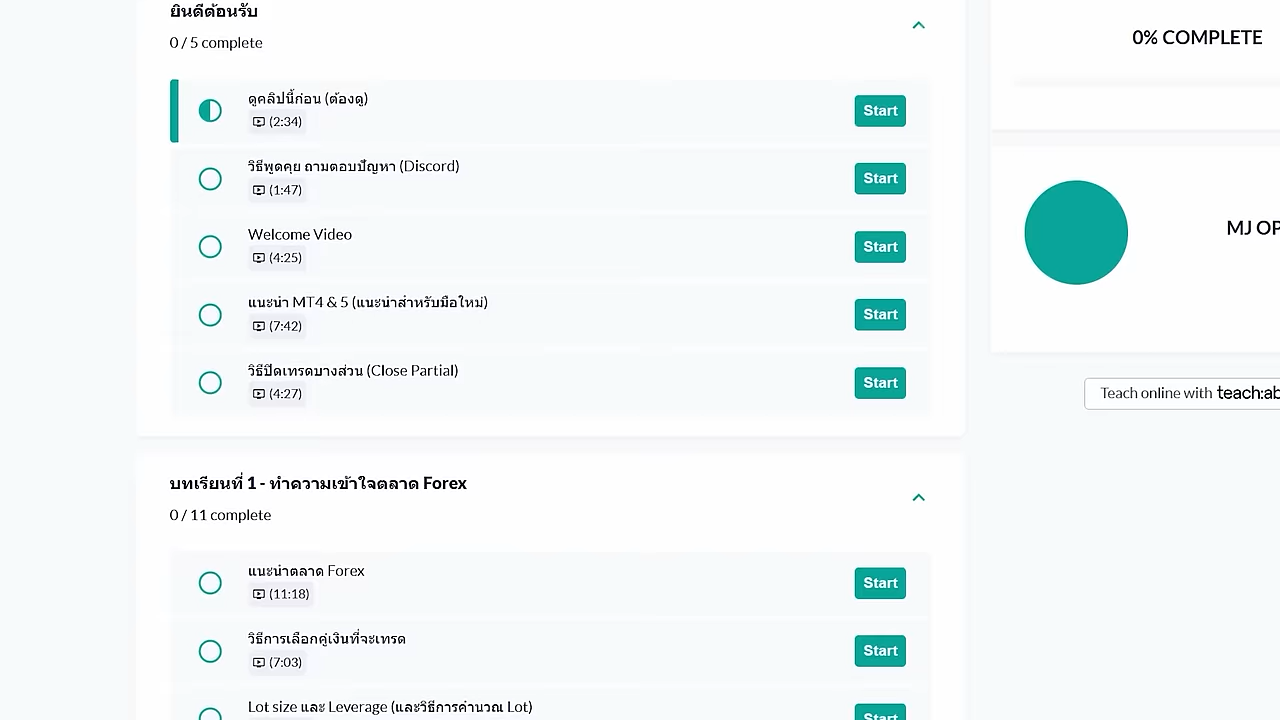 ยินดีต้อนรับ
0 / 5 complete
0% COMPLETE
ดูคลิปนี้ก่อน (ต้องดู)
(2:34)
Start
วิธีพูดคุย ถามตอบปัญหา (Discord)
(1:47)
Start
Welcome Video
(4:25)
Start
แนะนำ MT4 & 5 (แนะนำสำหรับมือใหม่)
(7:42)
Start
วิธีปิดเทรดบางส่วน (Close Partial)
(4:27)
Start
MJ OP
Teach online with teach:ab
บทเรียนที่ 1 - ทำความเข้าใจตลาด Forex
0 / 11 complete
แนะนำตลาด Forex
(11:18)
Start
วิธีการเลือกคู่เงินที่จะเทรด
(7:03)
Start
Lot size และ Leverage (และวิธีการคำนวณ Lot)
Start